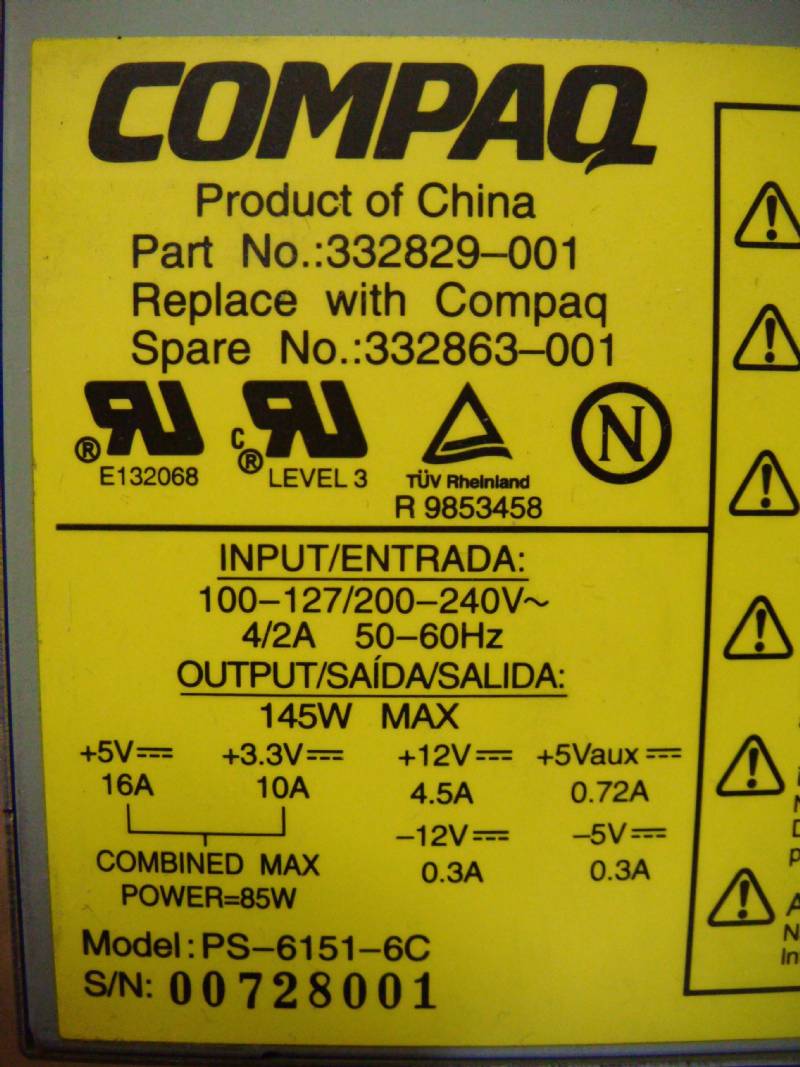 COMPAQ
Product of China
Part No.:332829-001
Replace with Compaq
Spare No.:332863-001
® E132068
C ® LEVEL 3
TÜV Rheinland
R 9853458
N
INPUT/ENTRADA:
100-127/200-240V~
4/2A 50-60Hz
OUTPUT/SAÍDA/SALIDA:
145W MAX
+5V +3.3V +12V +5Vaux
16A 10A 4.5A 0.72A
-12V -5V
0.3A 0.3A
COMBINED MAX
POWER=85W
Model:PS-6151-6C
S/N: 00728001